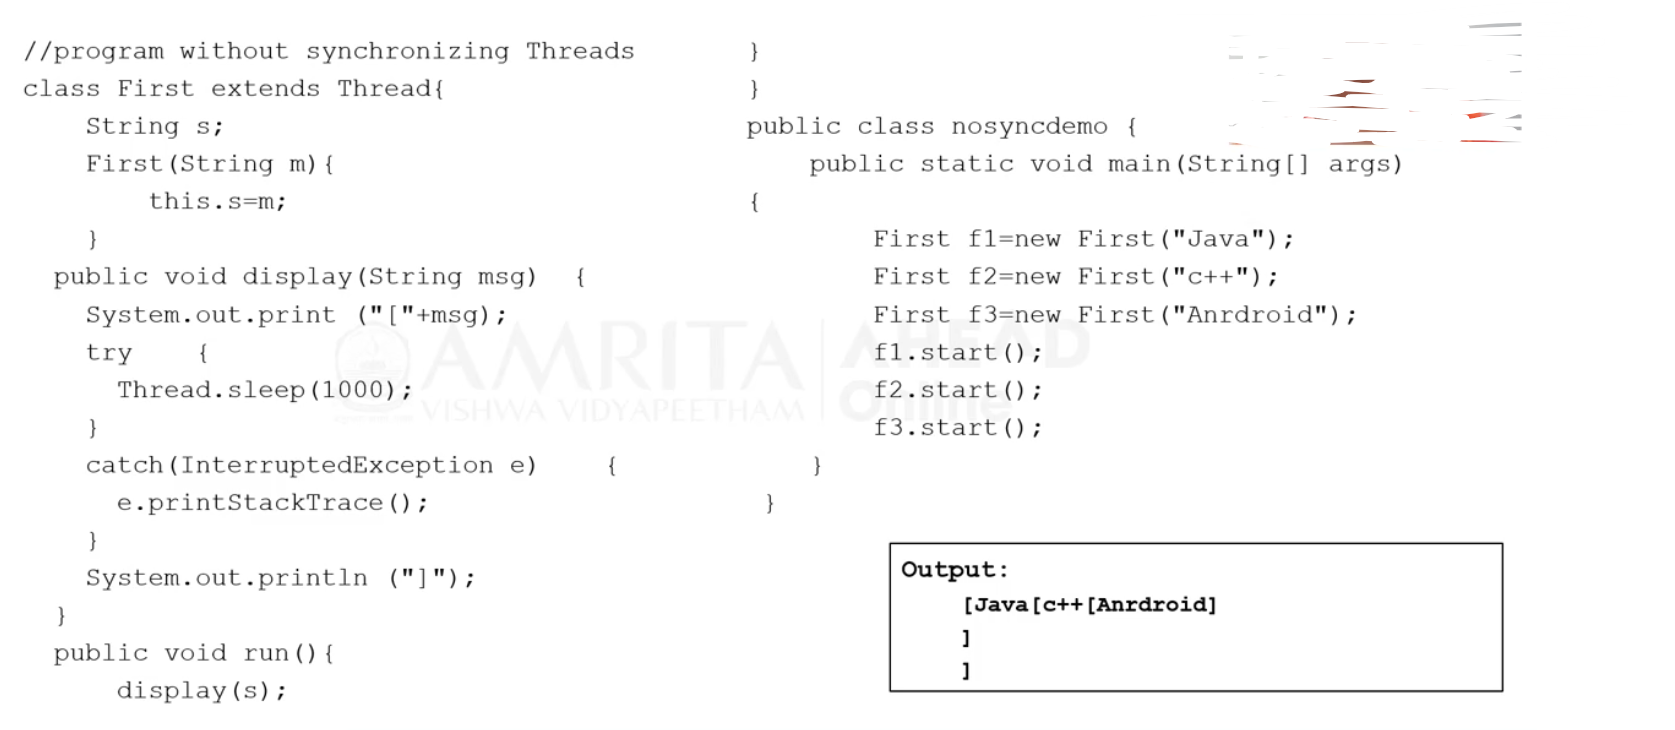 //program without synchronizing Threads
class First extends Thread{
String s;
First(String m){
this.s=m;
}
public void display(String msg) {
System.out.print ("["+msg);
try {
Thread.sleep(1000);
}
catch(InterruptedException e) {
e.printStackTrace();
}
System.out.println ("]");
}
public void run(){
display(s);
}
}
public class nosyncdemo {
public static void main(String[] args)
{
First f1=new First("Java");
First f2=new First("c++");
First f3=new First("Anrdroid");
f1.start();
f2.start();
f3.start();
}
}
Output:
[Java[c++[Anrdroid]
]
]
AMRITA
VISHWA VIDYAPEETHAM
AHEAD
Online